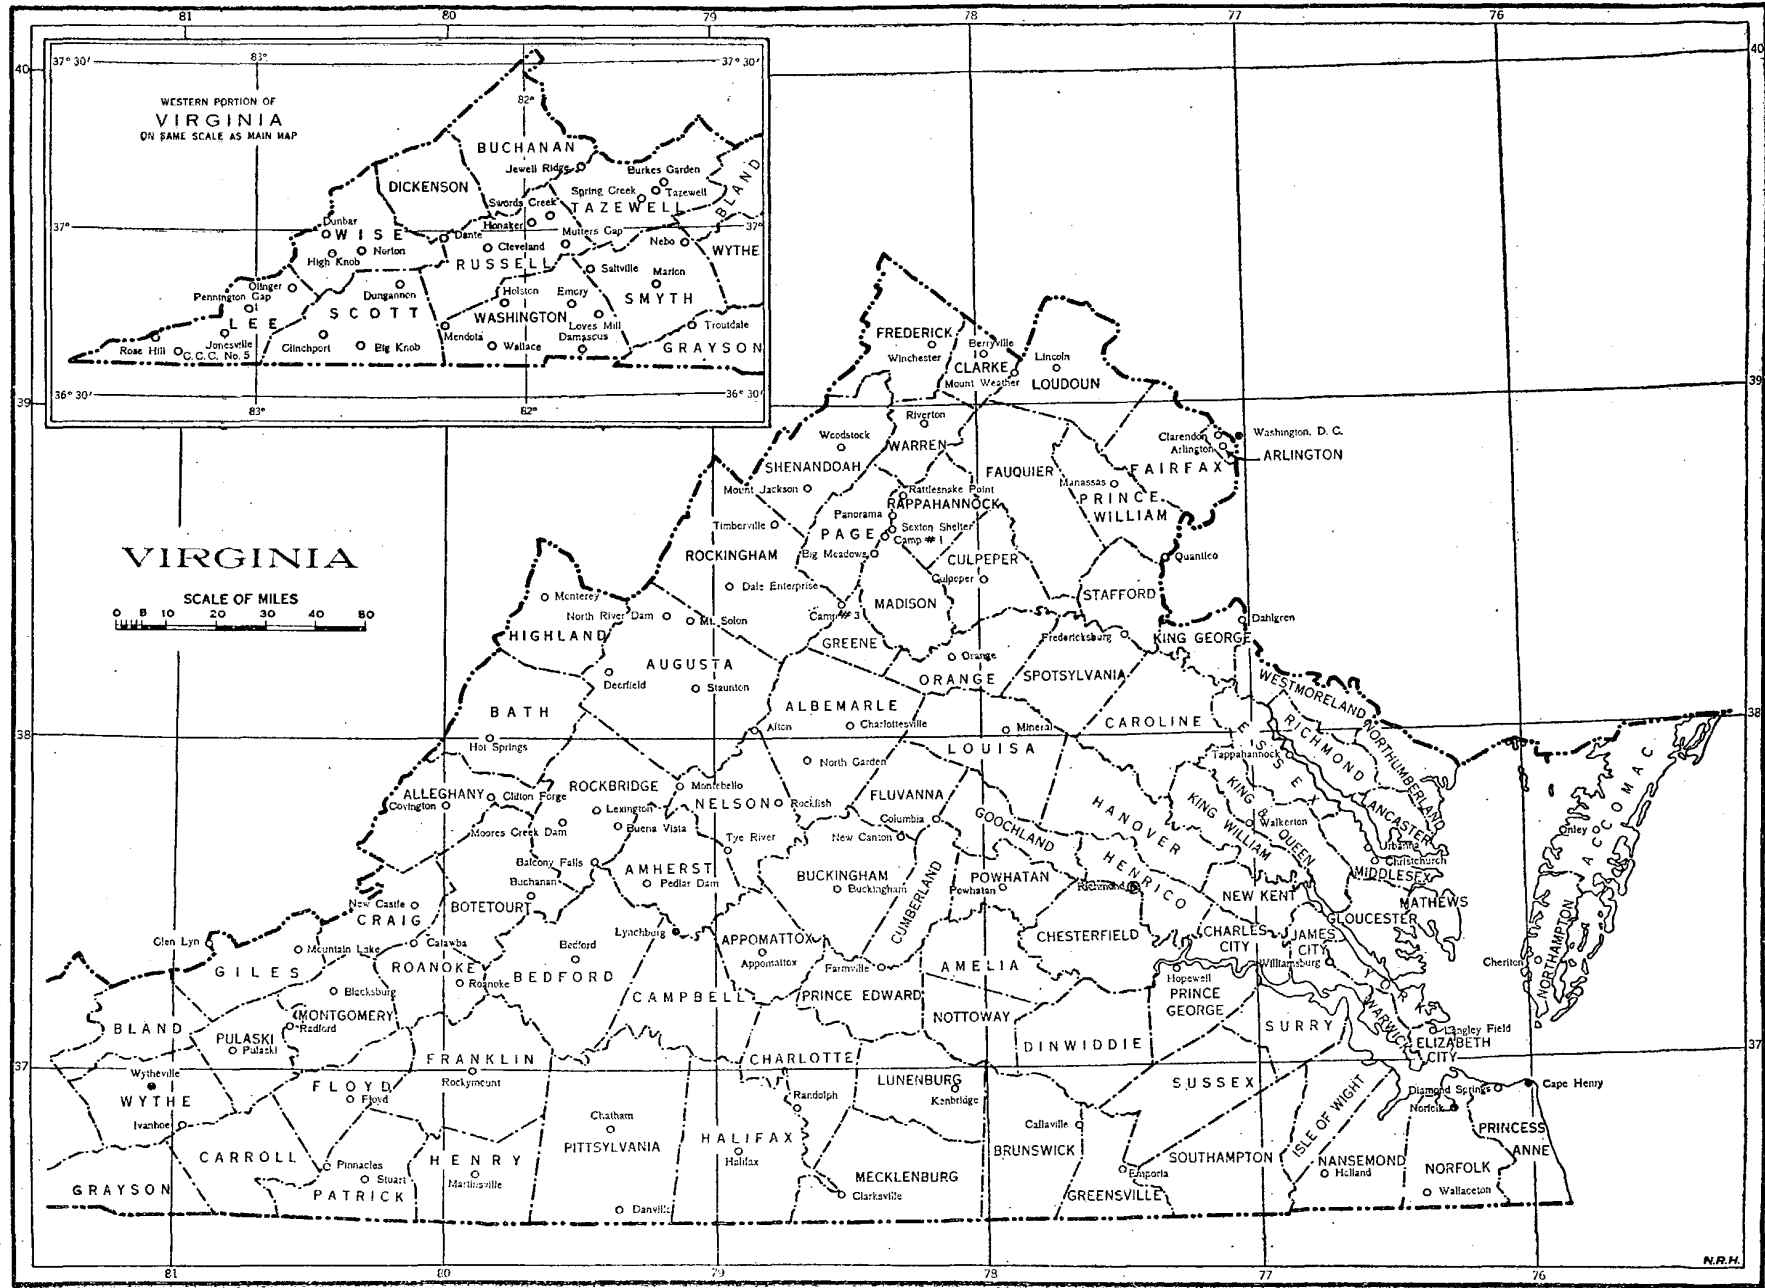 81 80 79 78 77 76
40
37° 30'
83°
37° 30'
40
82°
WESTERN PORTION OF
VIRGINIA
ON SAME SCALE AS MAIN MAP
BUCHANAN
Jewell Ridge
Burkes Garden
DICKENSON
Spring Creek
Tazewell
TAZEWELL
BLAND
Swords Creek
Honaker
37°
37°
Dunbar
WISE
Dante
Mutters Gap
Cleveland
Nebo
WYTHE
Norton
High Knob
RUSSELL
Saltville
Marion
Olinger
Pennington Gap
Dungannon
Holston
Emory
SMYTH
LEE
SCOTT
WASHINGTON
Loves Mill
Troutdale
Mendota
Damascus
Rose Hill
Jonesville
C.C.C. No. 5
Clinchport
Big Knob
Wallace
GRAYSON
36° 30'
36° 30'
83°
82°
39
39
FREDERICK
Berryville
Winchester
CLARKE
Lincoln
Mount Weather
LOUDOUN
Riverton
Woodstock
WARREN
Clarendon
Washington, D. C.
Arlington
ARLINGTON
SHENANDOAH
FAUQUIER
FAIRFAX
Mount Jackson
Rattlesnake Point
Manassas
RAPPAHANNOCK
PRINCE
WILLIAM
Panorama
Timberville
PAGE
Sexton Shelter
Camp # 1
ROCKINGHAM
Big Meadows
CULPEPER
Quantico
VIRGINIA
Dale Enterprise
Culpeper
SCALE OF MILES
0 5 10 20 30 40 50
Monterey
MADISON
STAFFORD
North River Dam
Mt. Solon
Camp # 3
Dahlgren
HIGHLAND
GREENE
Fredericksburg
KING GEORGE
Orange
AUGUSTA
ORANGE
SPOTSYLVANIA
Deerfield
Staunton
WESTMORELAND
BATH
ALBEMARLE
Charlottesville
CAROLINE
ESSEX
RICHMOND
NORTHUMBERLAND
38
38
Afton
Mineral
Hot Springs
LOUISA
Tappahannock
North Garden
ALLEGHANY
Clifton Forge
ROCKBRIDGE
Montebello
ACCOMAC
Covington
Lexington
NELSON
Rockfish
FLUVANNA
HANOVER
KING WILLIAM
KING & QUEEN
LANCASTER
Moores Creek Dam
Buena Vista
Columbia
GOOCHLAND
Walkerton
Onley
Tye River
New Canton
Urbanna
Christchurch
Balcony Falls
AMHERST
HENRICO
MIDDLESEX
Buchanan
Pedlar Dam
BUCKINGHAM
Buckingham
CUMBERLAND
POWHATAN
Powhatan
Richmond
NEW KENT
MATHEWS
New Castle
CRAIG
BOTETOURT
GLOUCESTER
Lynchburg
CHESTERFIELD
CHARLES
CITY
JAMES
CITY
Glen Lyn
Mountain Lake
Catawba
Bedford
APPOMATTOX
Appomattox
Williamsburg
Cheriton
NORTHAMPTON
GILES
ROANOKE
Roanoke
BEDFORD
Farmville
AMELIA
Hopewell
YORK
Blacksburg
CAMPBELL
PRINCE EDWARD
PRINCE
GEORGE
WARWICK
MONTGOMERY
Radford
NOTTOWAY
BLAND
SURRY
Langley Field
PULASKI
Pulaski
DINWIDDIE
ELIZABETH
CITY
37
37
FRANKLIN
CHARLOTTE
Wytheville
Rockymount
LUNENBURG
Kenbridge
SUSSEX
Diamond Springs
Cape Henry
WYTHE
FLOYD
Floyd
Randolph
Norfolk
Chatham
ISLE OF WIGHT
Ivanhoe
PITTSYLVANIA
HALIFAX
Halifax
Callaville
PRINCESS
ANNE
CARROLL
Pinnacles
HENRY
BRUNSWICK
SOUTHAMPTON
NANSEMOND
Holland
NORFOLK
Stuart
Martinsville
MECKLENBURG
Emporia
GRAYSON
PATRICK
Clarksville
GREENSVILLE
Wallaceton
Danville
N.R.H.
81 80 79 78 77 76